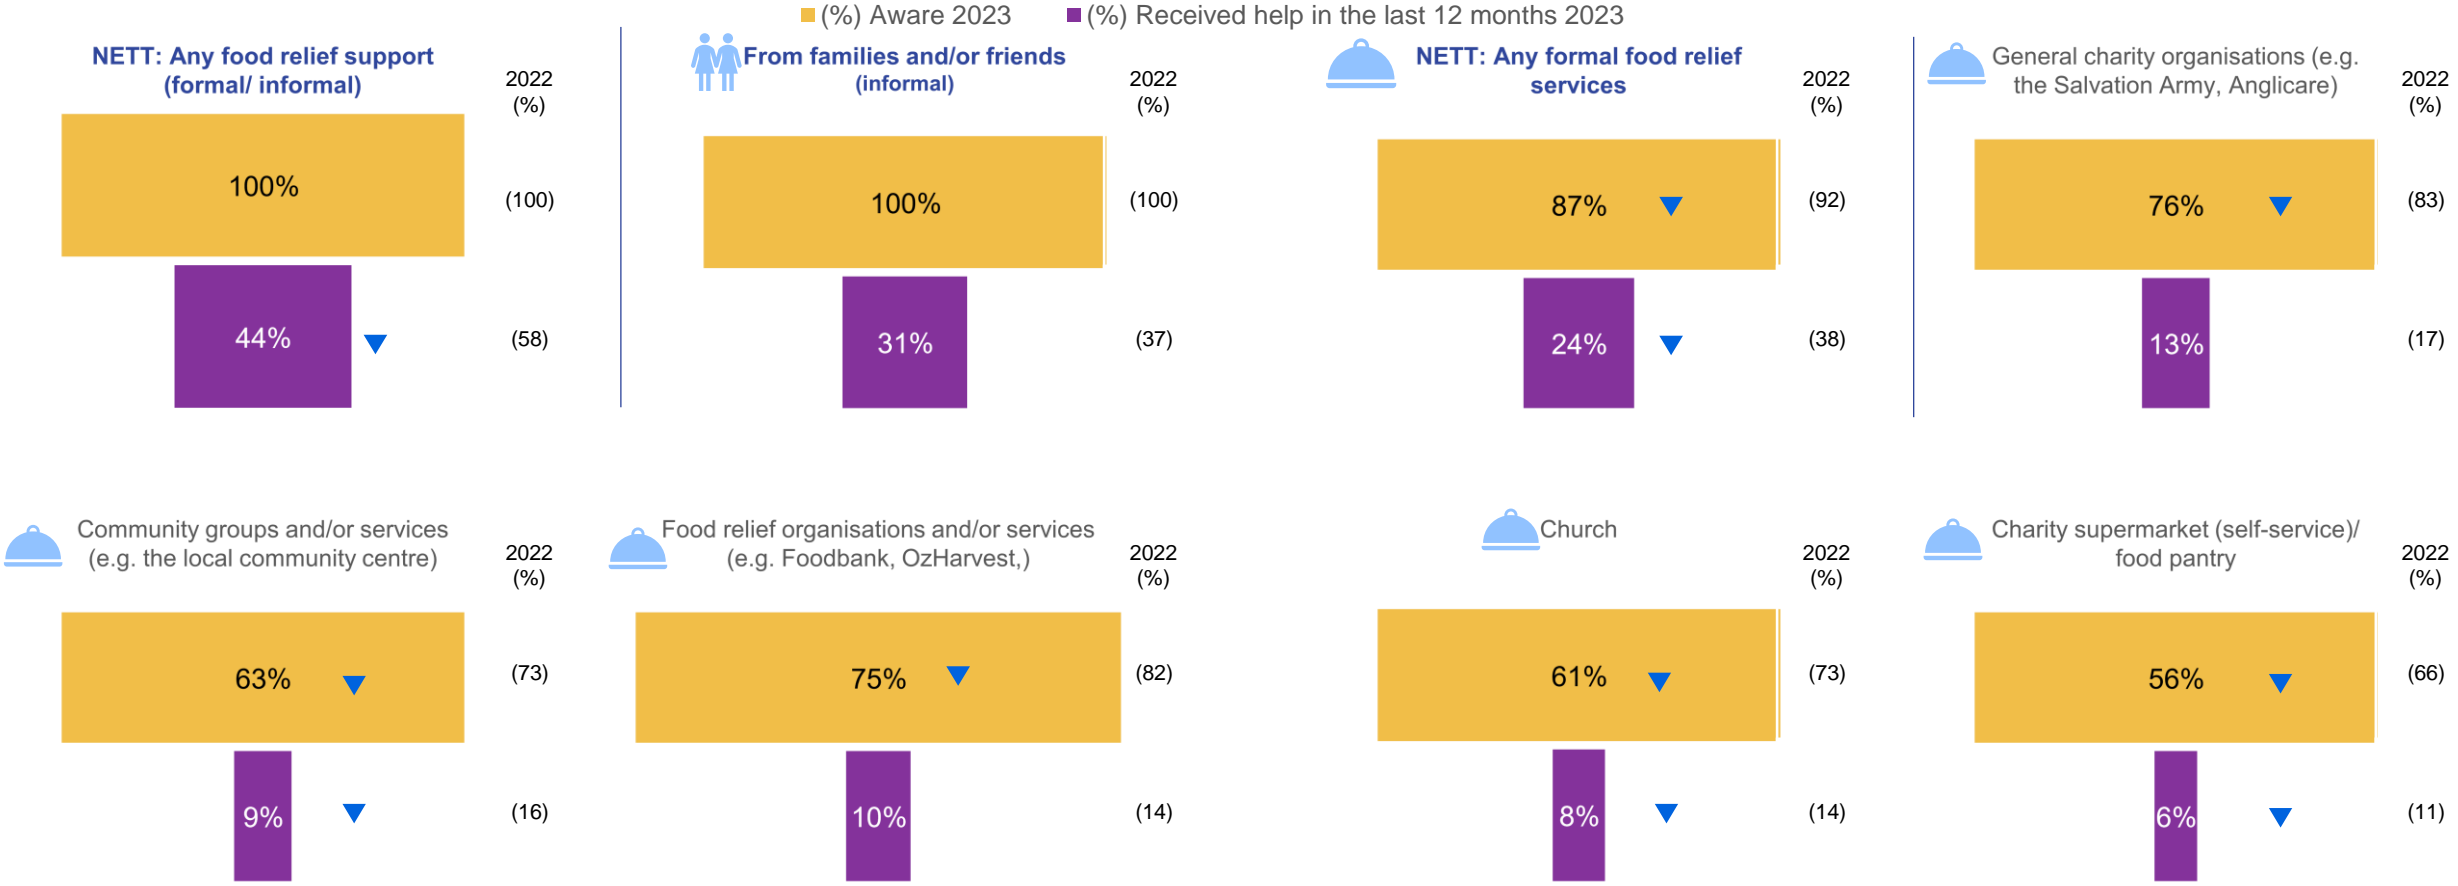 (%) Aware 2023
(%) Received help in the last 12 months 2023
NETT: Any food relief support
(formal/ informal)
2022
(%)
100%
(100)
44%
(58)
From families and/or friends
(informal)
2022
(%)
100%
(100)
31%
(37)
NETT: Any formal food relief
services
2022
(%)
87%
(92)
24%
(38)
General charity organisations (e.g.
the Salvation Army, Anglicare)
2022
(%)
76%
(83)
13%
(17)
Community groups and/or services
(e.g. the local community centre)
2022
(%)
63%
(73)
9%
(16)
Food relief organisations and/or services
(e.g. Foodbank, OzHarvest,)
2022
(%)
75%
(82)
10%
(14)
Church
2022
(%)
61%
(73)
8%
(14)
Charity supermarket (self-service)/
food pantry
2022
(%)
56%
(66)
6%
(11)